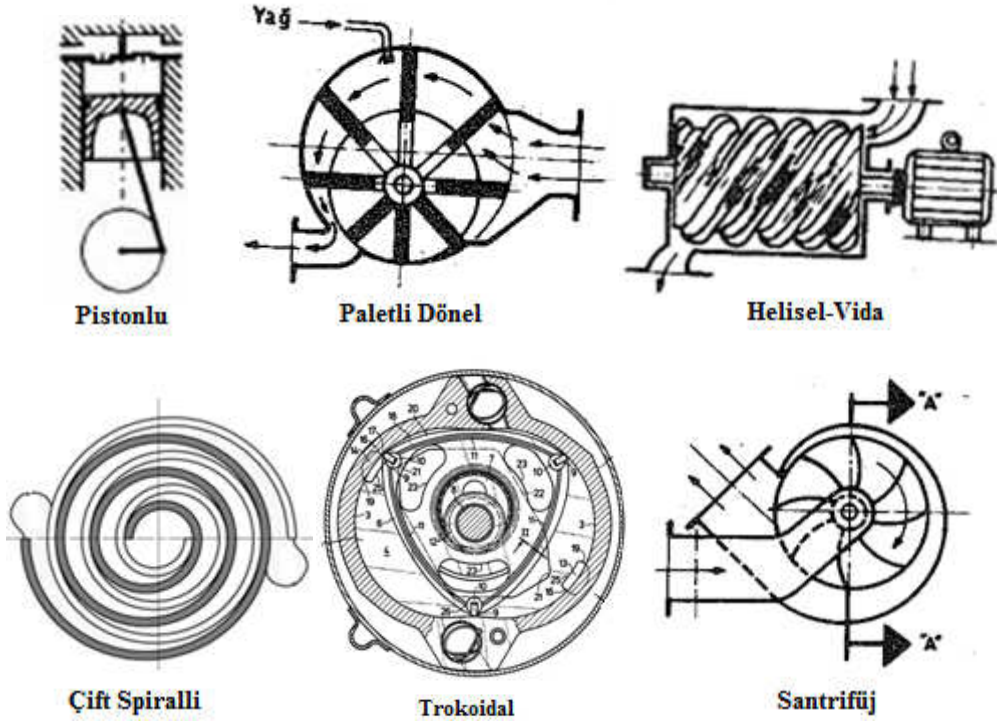 Yağ
Pistonlu
Paletli Dönel
Helisel-Vida
Çift Spiralli
Trokoidal
"A"
"A"
Santrifüj